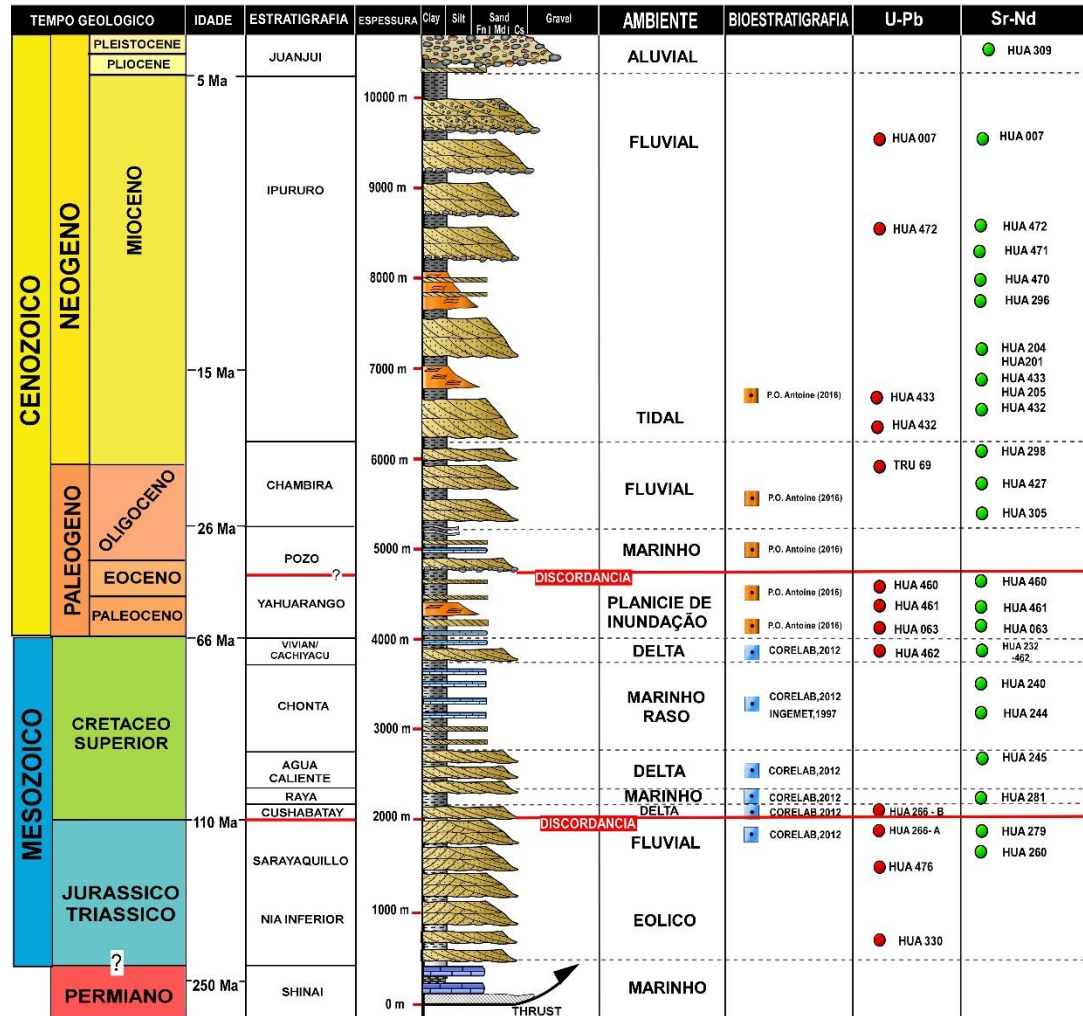 TEMPO GEOLOGICO
IDADE
ESTRATIGRAFIA
ESPESSURA
Clay
Silt
Sand
Gravel
Fn
Md
Cs
AMBIENTE
BIOESTRATIGRAFIA
U-Pb
Sr-Nd
CENOZOICO
MESOZOICO
NEOGENO
PALEOGENO
PLEISTOCENE
PLIOCENE
MIOCENO
OLIGOCENO
EOCENO
PALEOCENO
CRETACEO
SUPERIOR
JURASSICO
TRIASSICO
?
PERMIANO
5 Ma
15 Ma
26 Ma
66 Ma
110 Ma
250 Ma
JUANJUI
IPURURO
CHAMBIRA
POZO
?
YAHUARANGO
VIVIAN/
CACHIYACU
CHONTA
AGUA
CALIENTE
RAYA
CUSHABATAY
SARAYAQUILLO
NIA INFERIOR
SHINAI
10000 m
9000 m
8000 m
7000 m
6000 m
5000 m
4000 m
3000 m
2000 m
1000 m
0 m
THRUST
ALUVIAL
FLUVIAL
TIDAL
FLUVIAL
MARINHO
DISCORDANCIA
PLANICIE DE
INUNDAÇÃO
DELTA
MARINHO
RASO
DELTA
MARINHO
DELTA
DISCORDANCIA
FLUVIAL
EOLICO
MARINHO
P.O. Antoine (2016)
P.O. Antoine (2016)
P.O. Antoine (2016)
P.O. Antoine (2016)
P.O. Antoine (2016)
CORELAB,2012
CORELAB,2012
INGEMET,1997
CORELAB,2012
CORELAB,2012
CORELAB,2012
CORELAB,2012
HUA 007
HUA 472
HUA 433
HUA 432
TRU 69
HUA 460
HUA 461
HUA 063
HUA 462
HUA 266 - B
HUA 266- A
HUA 476
HUA 330
HUA 309
HUA 007
HUA 472
HUA 471
HUA 470
HUA 296
HUA 204
HUA201
HUA 433
HUA 205
HUA 432
HUA 298
HUA 427
HUA 305
HUA 460
HUA 461
HUA 063
HUA 232
-462
HUA 240
HUA 244
HUA 245
HUA 281
HUA 279
HUA 260